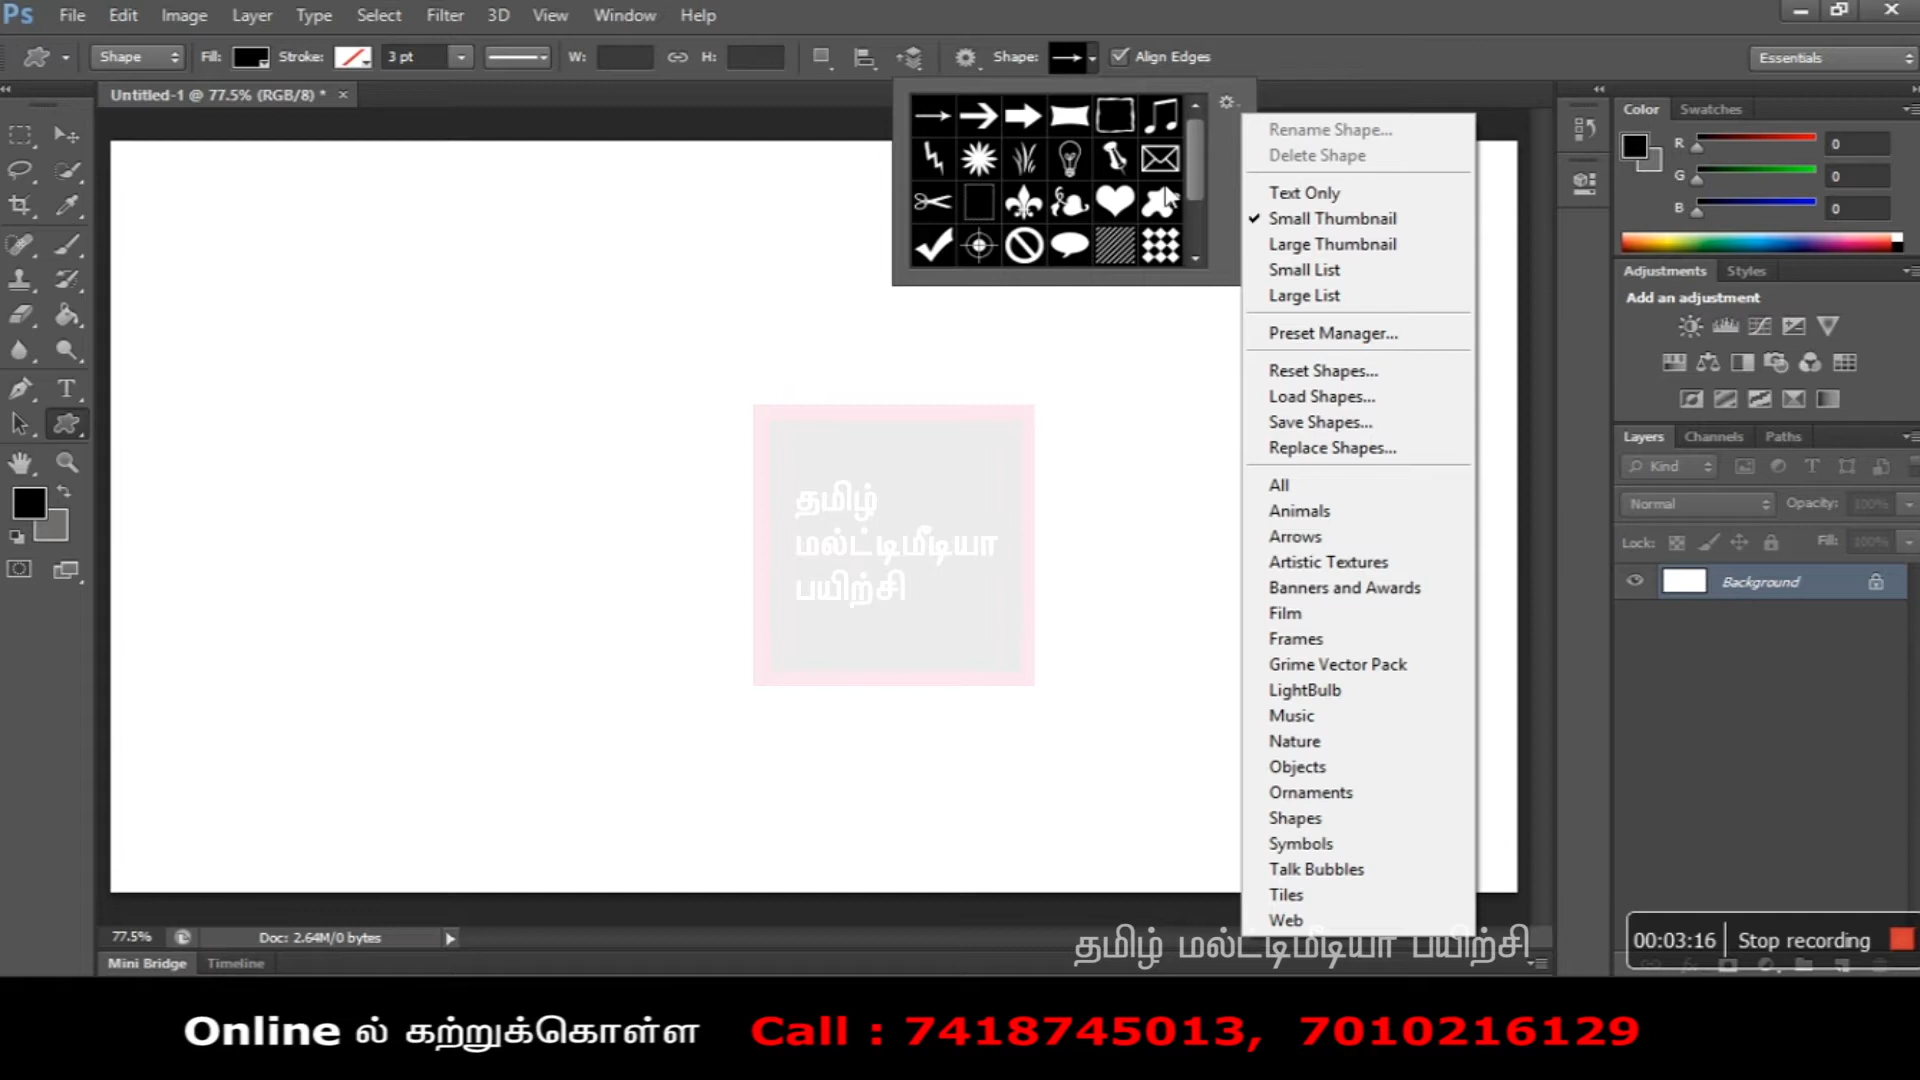 Ps File Edit Image Layer Type Select Filter 3D View Window Help
Shape Fill: Stroke: 3 pt W: H: Shape: Align Edges Essentials
Untitled-1 @ 77.5% (RGB/8) * ×
Rename Shape...
Delete Shape
Text Only
Small Thumbnail
Large Thumbnail
Small List
Large List
Preset Manager...
Reset Shapes...
Load Shapes...
Save Shapes...
Replace Shapes...
All
Animals
Arrows
Artistic Textures
Banners and Awards
Film
Frames
Grime Vector Pack
LightBulb
Music
Nature
Objects
Ornaments
Shapes
Symbols
Talk Bubbles
Tiles
Web
Color Swatches
R 0
G 0
B 0
Adjustments Styles
Add an adjustment
Layers Channels Paths
Kind
Normal Opacity: 100%
Lock: Fill: 100%
Background
தமிழ்
மல்ட்டிமீடியா
பயிற்சி
77.5% Doc: 2.64M/0 bytes
Mini Bridge Timeline
தமிழ் மல்ட்டிமீடியா பயிற்சி
00:03:16 Stop recording
Online ல் கற்றுக்கொள்ள Call : 7418745013, 7010216129